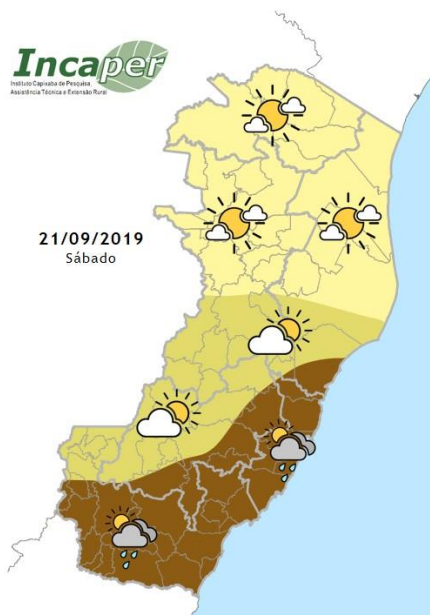 Incaper
Instituto Capixaba de Pesquisa
Assistência Técnica e Extensão Rural
21/09/2019
Sábado